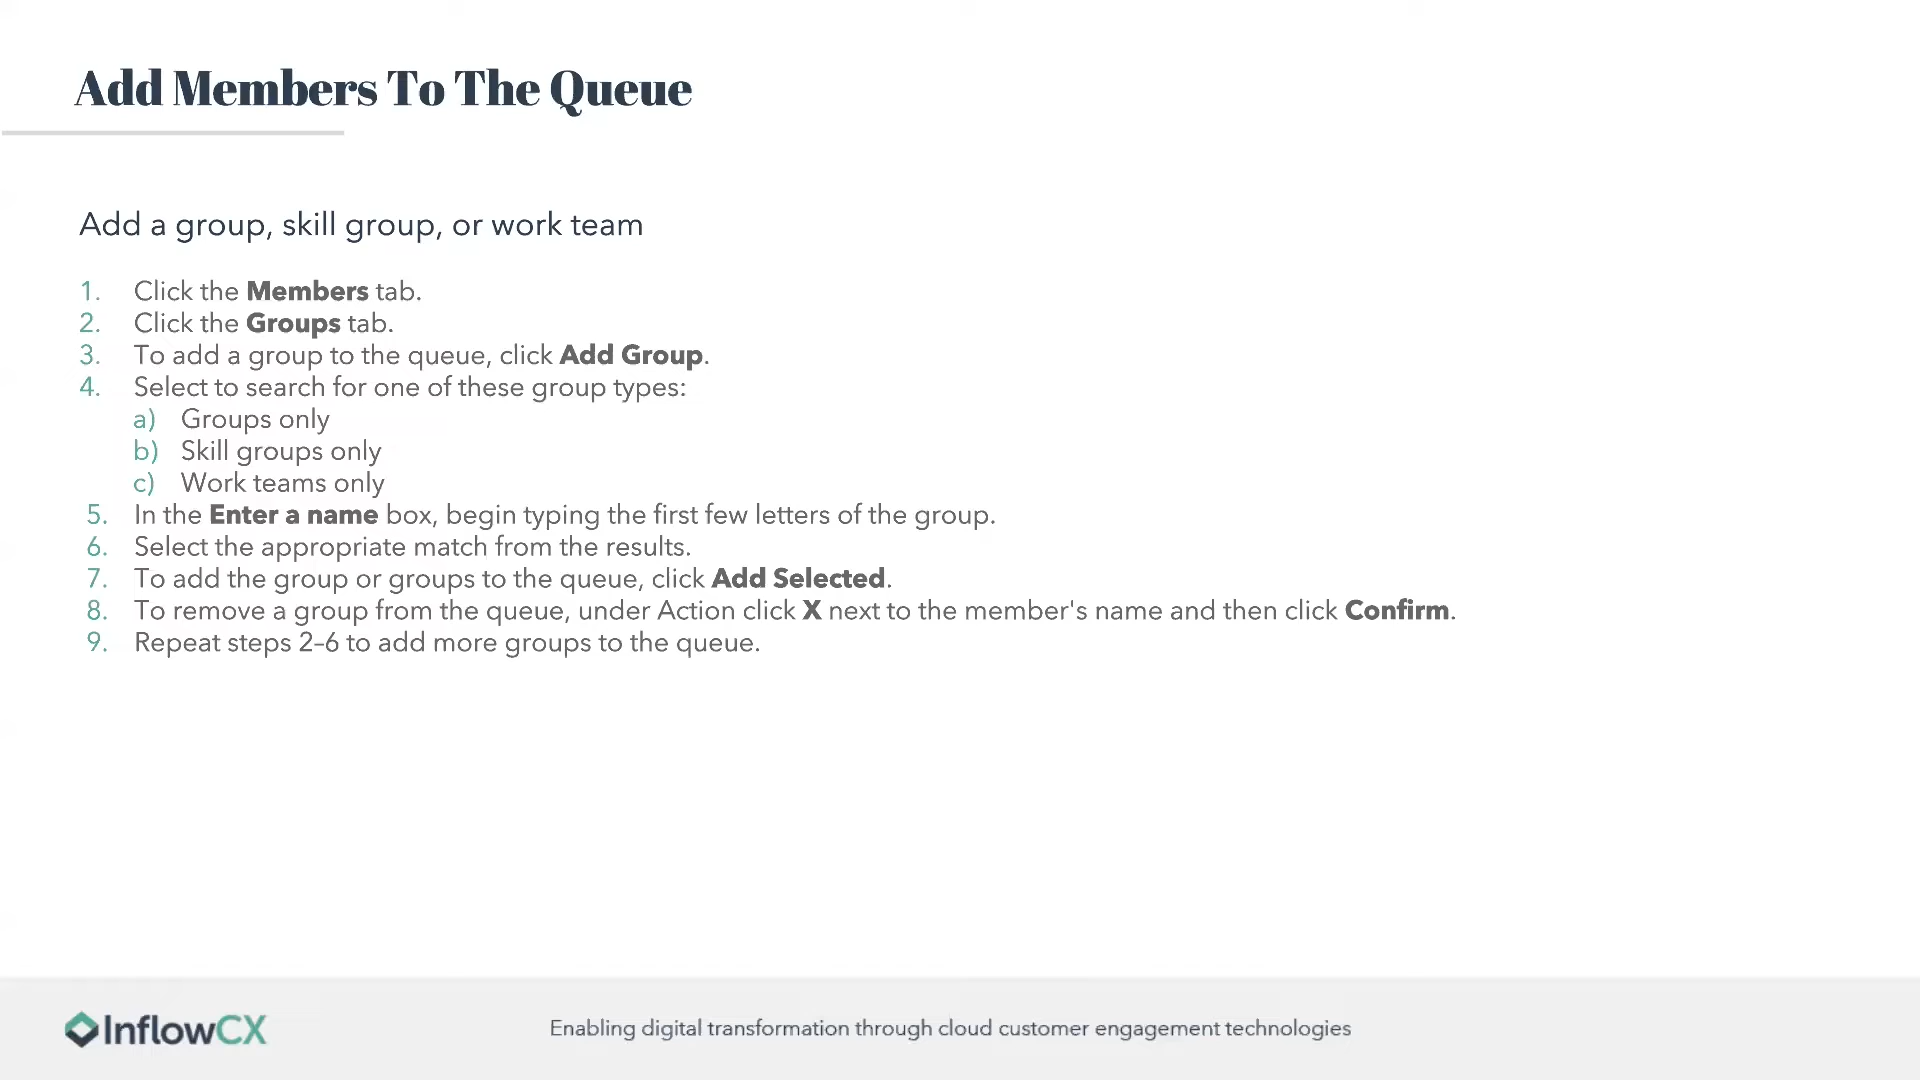 Add Members To The Queue
Add a group, skill group, or work team
1. Click the Members tab.
2. Click the Groups tab.
3. To add a group to the queue, click Add Group.
4. Select to search for one of these group types:
a) Groups only
b) Skill groups only
c) Work teams only
5. In the Enter a name box, begin typing the first few letters of the group.
6. Select the appropriate match from the results.
7. To add the group or groups to the queue, click Add Selected.
8. To remove a group from the queue, under Action click X next to the member's name and then click Confirm.
9. Repeat steps 2–6 to add more groups to the queue.
InflowCX
Enabling digital transformation through cloud customer engagement technologies